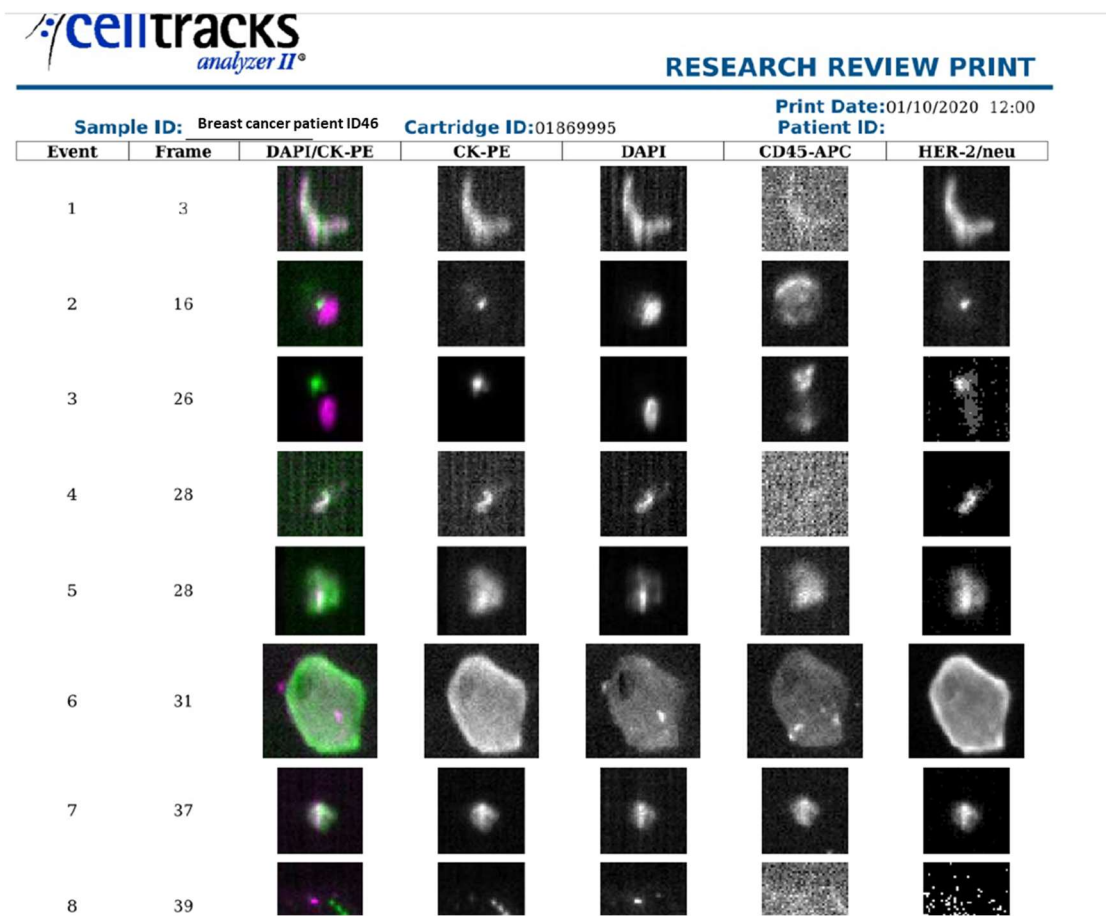 celltracks
analyzer II®
RESEARCH REVIEW PRINT
Print Date:01/10/2020 12:00
Sample ID: Breast cancer patient ID46 Cartridge ID:01869995 Patient ID:
Event Frame DAPI/CK-PE CK-PE DAPI CD45-APC HER-2/neu
1 3
2 16
3 26
4 28
5 28
6 31
7 37
8 39